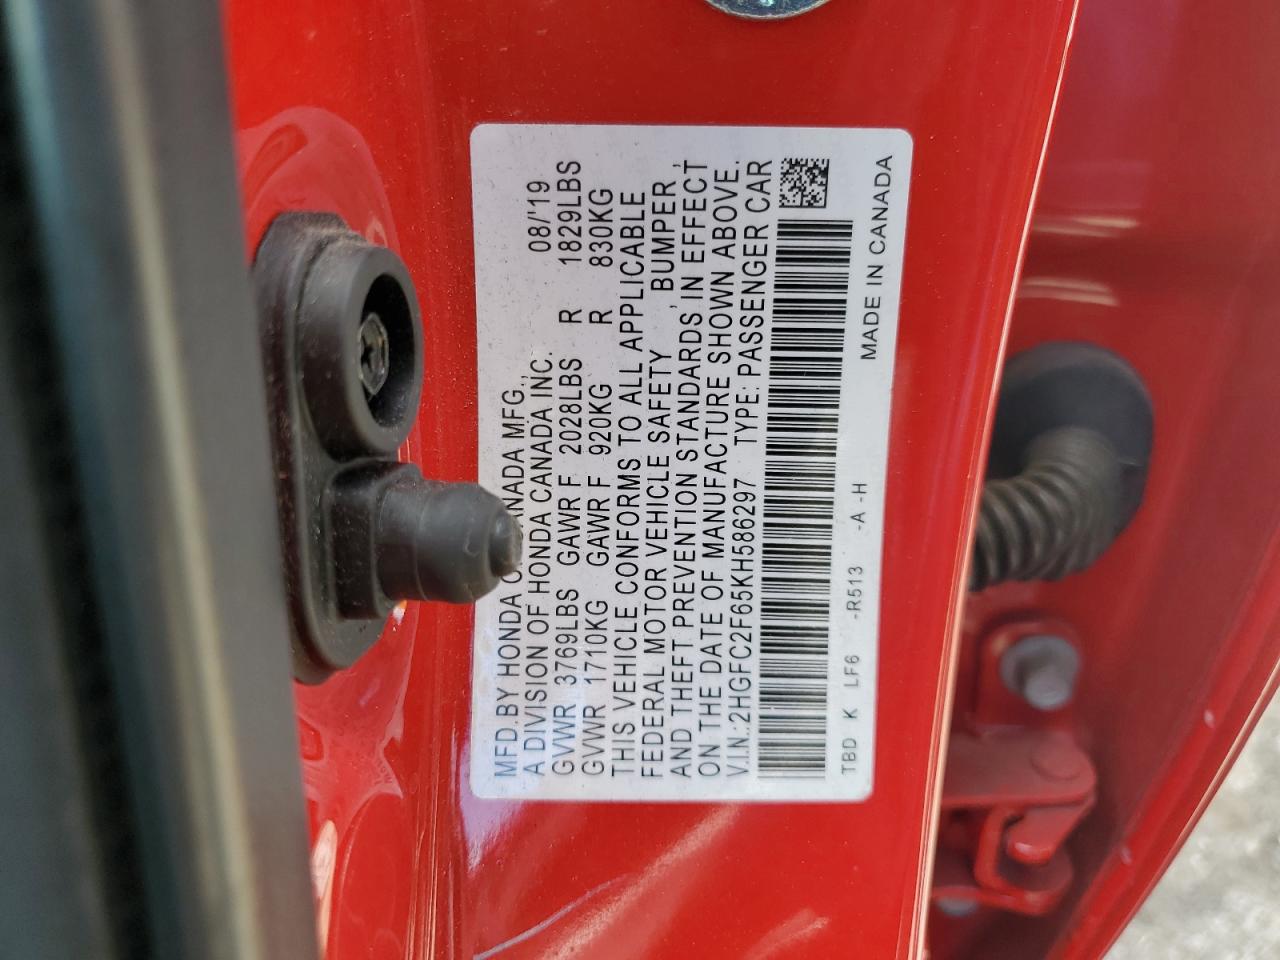 MFD. BY HONDA CANADA MFG., 08/'19
A DIVISION OF HONDA CANADA INC.
GVWR 3769LBS GAWR F 2028LBS R 1829LBS
GVWR 1710KG GAWR F 920KG R 830KG
THIS VEHICLE CONFORMS TO ALL APPLICABLE
FEDERAL MOTOR VEHICLE SAFETY , BUMPER ,
AND THEFT PREVENTION STANDARDS IN EFFECT
ON THE DATE OF MANUFACTURE SHOWN ABOVE.
V.I.N.:2HGFC2F65KH586297 TYPE: PASSENGER CAR
TBD K LF6 -R513 -A -H MADE IN CANADA